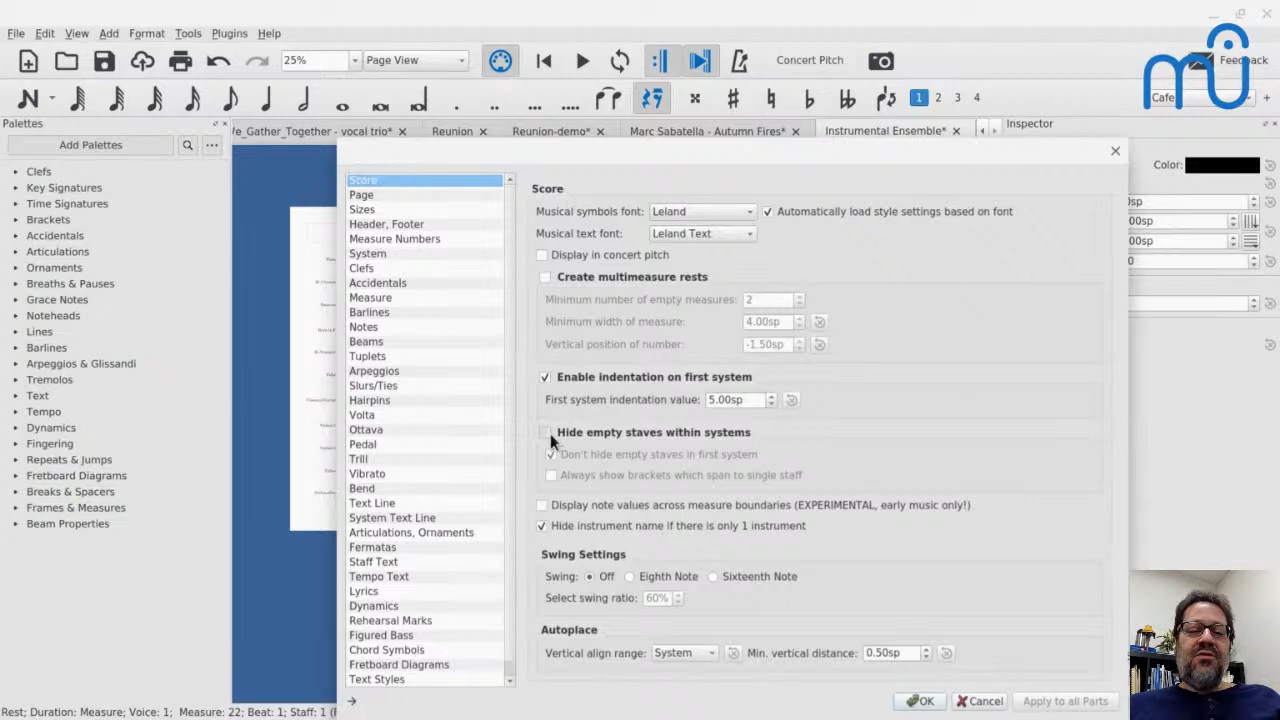 File Edit View Add Format Tools Plugins Help
25% Page View Concert Pitch Feedback
1 2 3 4
Palettes
We_Gather_Together - vocal trio* Reunion Reunion-demo* Marc Sabatella - Autumn Fires* Instrumental Ensemble* Inspector
Add Palettes
Clefs
Key Signatures
Time Signatures
Brackets
Accidentals
Articulations
Ornaments
Breaths & Pauses
Grace Notes
Noteheads
Lines
Barlines
Arpeggios & Glissandi
Tremolos
Text
Tempo
Dynamics
Fingering
Repeats & Jumps
Fretboard Diagrams
Breaks & Spacers
Frames & Measures
Beam Properties
Score
Page
Sizes
Header, Footer
Measure Numbers
System
Clefs
Accidentals
Measure
Barlines
Notes
Beams
Tuplets
Arpeggios
Slurs/Ties
Hairpins
Volta
Ottava
Pedal
Trill
Vibrato
Bend
Text Line
System Text Line
Articulations, Ornaments
Fermatas
Staff Text
Tempo Text
Lyrics
Dynamics
Rehearsal Marks
Figured Bass
Chord Symbols
Fretboard Diagrams
Text Styles
Score
Musical symbols font: Leland Automatically load style settings based on font
Musical text font: Leland Text
Display in concert pitch
Create multimeasure rests
Minimum number of empty measures: 2
Minimum width of measure: 4.00sp
Vertical position of number: -1.50sp
Enable indentation on first system
First system indentation value: 5.00sp
Hide empty staves within systems
Don't hide empty staves in first system
Always show brackets which span to single staff
Display note values across measure boundaries (EXPERIMENTAL, early music only!)
Hide instrument name if there is only 1 instrument
Swing Settings
Swing: Off Eighth Note Sixteenth Note
Select swing ratio: 60%
Autoplace
Vertical align range: System Min. vertical distance: 0.50sp
OK Cancel Apply to all Parts
Color:
Rest; Duration: Measure; Voice: 1; Measure: 22; Beat: 1; Staff: 1